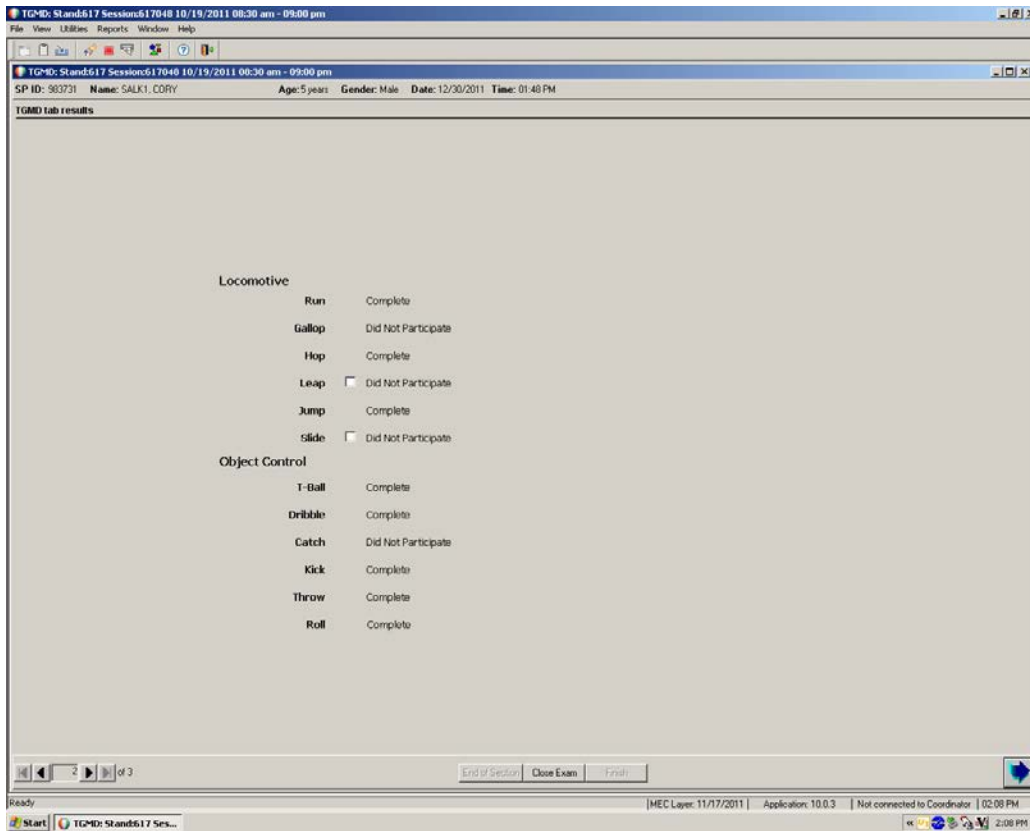 TGMD: Stand:617 Session:617048 10/19/2011 08:30 am - 09:00 pm
File View Utilities Reports Window Help
TGMD: Stand:617 Session:617048 10/19/2011 08:30 am - 09:00 pm
SP ID: 983731 Name: SALK1, CORY Age: 5 years Gender: Male Date: 12/30/2011 Time: 01:48 PM
TGMD tab results
Locomotive
Run Complete
Gallop Did Not Participate
Hop Complete
Leap Did Not Participate
Jump Complete
Slide Did Not Participate
Object Control
T-Ball Complete
Dribble Complete
Catch Did Not Participate
Kick Complete
Throw Complete
Roll Complete
2 of 3 End of Section Close Exam Finish
Ready MEC Layer: 11/17/2011 Application: 10.0.3 Not connected to Coordinator 02:08 PM
Start TGMD: Stand:617 Ses... 2:08 PM